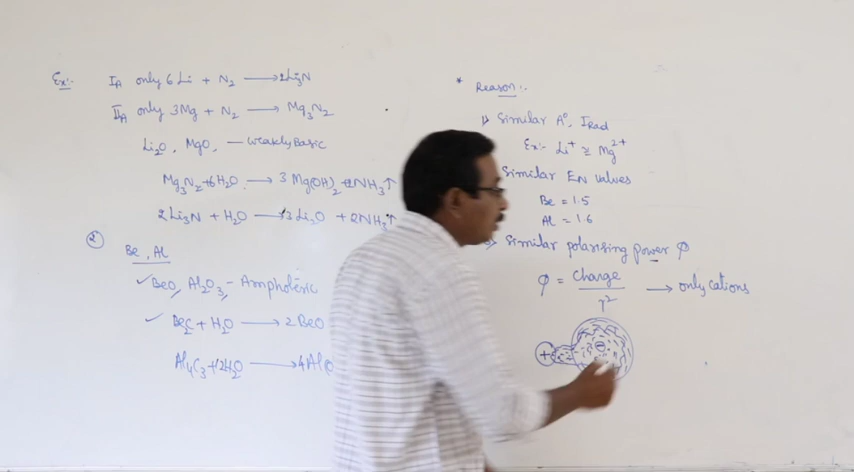 Ex:- IA only 6Li + N2 → 2Li3N
IIA only 3Mg + N2 → Mg3N2
Li2O, MgO, — weakly Basic
Mg3N2 + 6H2O → 3 Mg(OH)2 + 2NH3↑
2Li3N + H2O → 3 Li2O + 2NH3↑
② Be, Al
✓ BeO, Al2O3 - Amphoteric
✓ Be2C + H2O → 2BeO
Al4C3 + 12H2O → 4Al(O
* Reason:-
Similar A°, IRad
Ex:- Li+ ≅ Mg2+
Similar EN values
Be = 1.5
Al = 1.6
Similar polarising power φ
φ = Charge / r2 → only cations
+ −